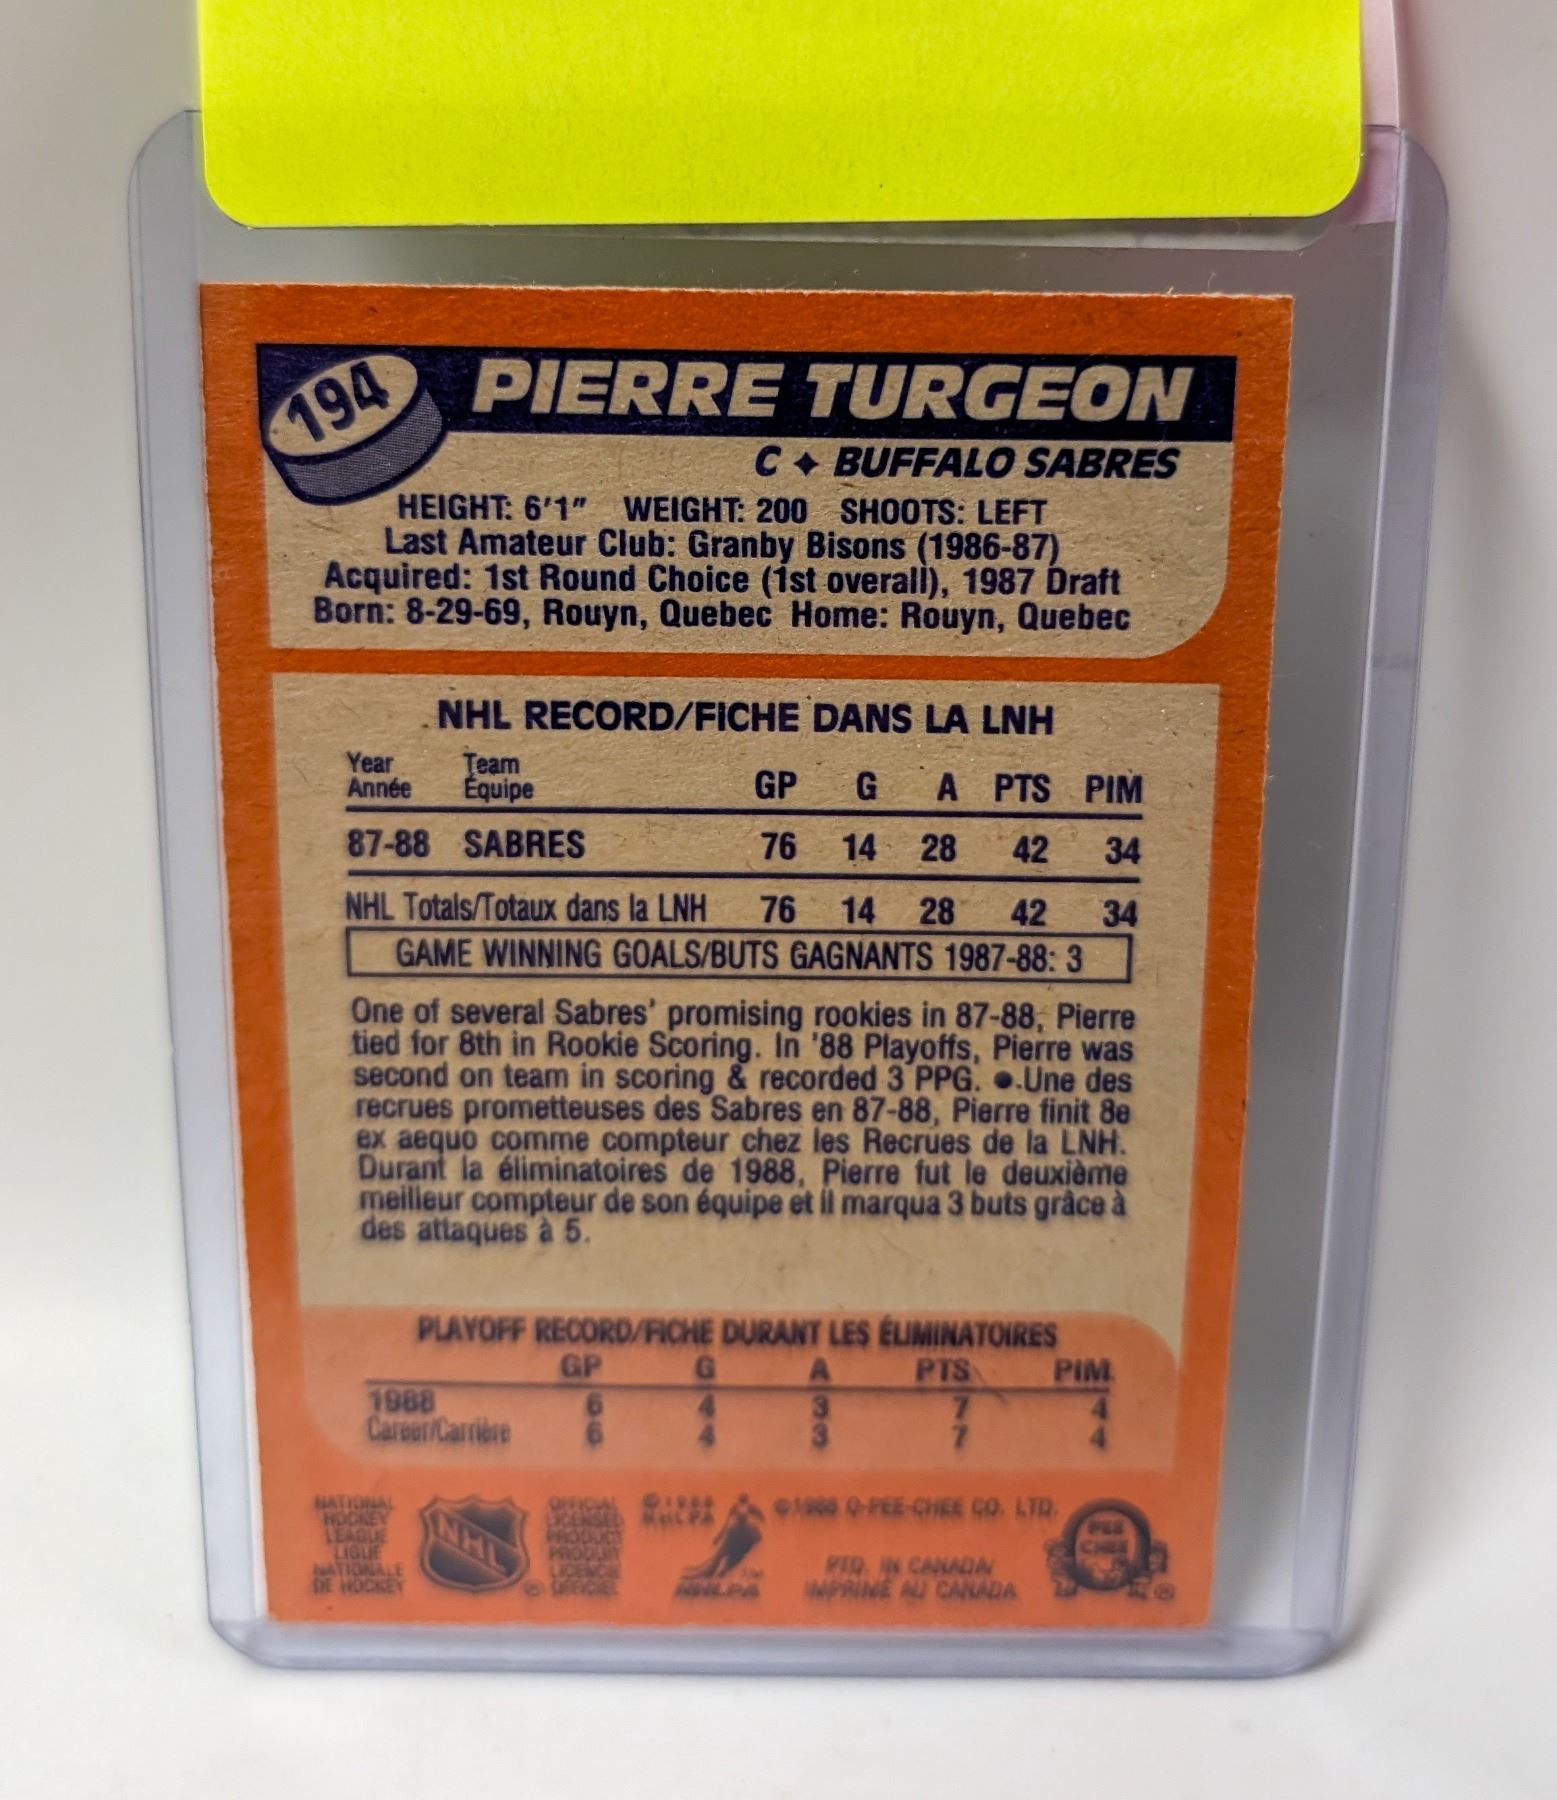 194
PIERRE TURGEON
C ✦ BUFFALO SABRES
HEIGHT: 6'1" WEIGHT: 200 SHOOTS: LEFT
Last Amateur Club: Granby Bisons (1986-87)
Acquired: 1st Round Choice (1st overall), 1987 Draft
Born: 8-29-69, Rouyn, Quebec Home: Rouyn, Quebec
NHL RECORD/FICHE DANS LA LNH
Year Team
Année Équipe GP G A PTS PIM
87-88 SABRES 76 14 28 42 34
NHL Totals/Totaux dans la LNH 76 14 28 42 34
GAME WINNING GOALS/BUTS GAGNANTS 1987-88: 3
One of several Sabres' promising rookies in 87-88, Pierre
tied for 8th in Rookie Scoring. In '88 Playoffs, Pierre was
second on team in scoring & recorded 3 PPG. ● Une des
recrues prometteuses des Sabres en 87-88, Pierre finit 8e
ex aequo comme compteur chez les Recrues de la LNH.
Durant la éliminatoires de 1988, Pierre fut le deuxième
meilleur compteur de son équipe et il marqua 3 buts grâce à
des attaques à 5.
PLAYOFF RECORD/FICHE DURANT LES ÉLIMINATOIRES
GP G A PTS PIM
1988 6 4 3 7 4
Career/Carrière 6 4 3 7 4
NATIONAL
HOCKEY
LEAGUE
LIGUE
NATIONALE
DE HOCKEY
NHL
®
OFFICIAL
LICENSED
PRODUCT
PRODUIT
LICENCIÉ
OFFICIEL
©1988
NHLPA
NHLPA
TM
©1988 O-PEE-CHEE CO. LTD.
PTD. IN CANADA/
IMPRIMÉ AU CANADA
PEE
CHEE
®